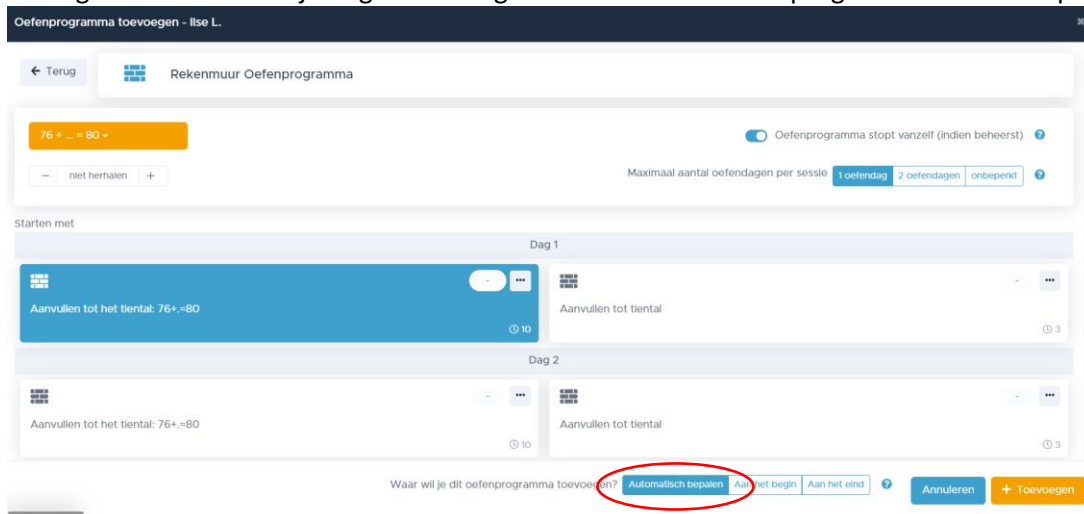 Oefenprogramma toevoegen - Ilse L.
← Terug
Rekenmuur Oefenprogramma
76 + ... = 80
Oefenprogramma stopt vanzelf (indien beheerst) ?
− niet herhalen +
Maximaal aantal oefendagen per sessie 1 oefendag 2 oefendagen onbeperkt ?
Starten met
Dag 1
- ...
Aanvullen tot het tiental: 76+.=80
10
- ...
Aanvullen tot tiental
3
Dag 2
- ...
Aanvullen tot het tiental: 76+.=80
10
- ...
Aanvullen tot tiental
3
Waar wil je dit oefenprogramma toevoegen? Automatisch bepalen Aan het begin Aan het eind ? Annuleren + Toevoegen